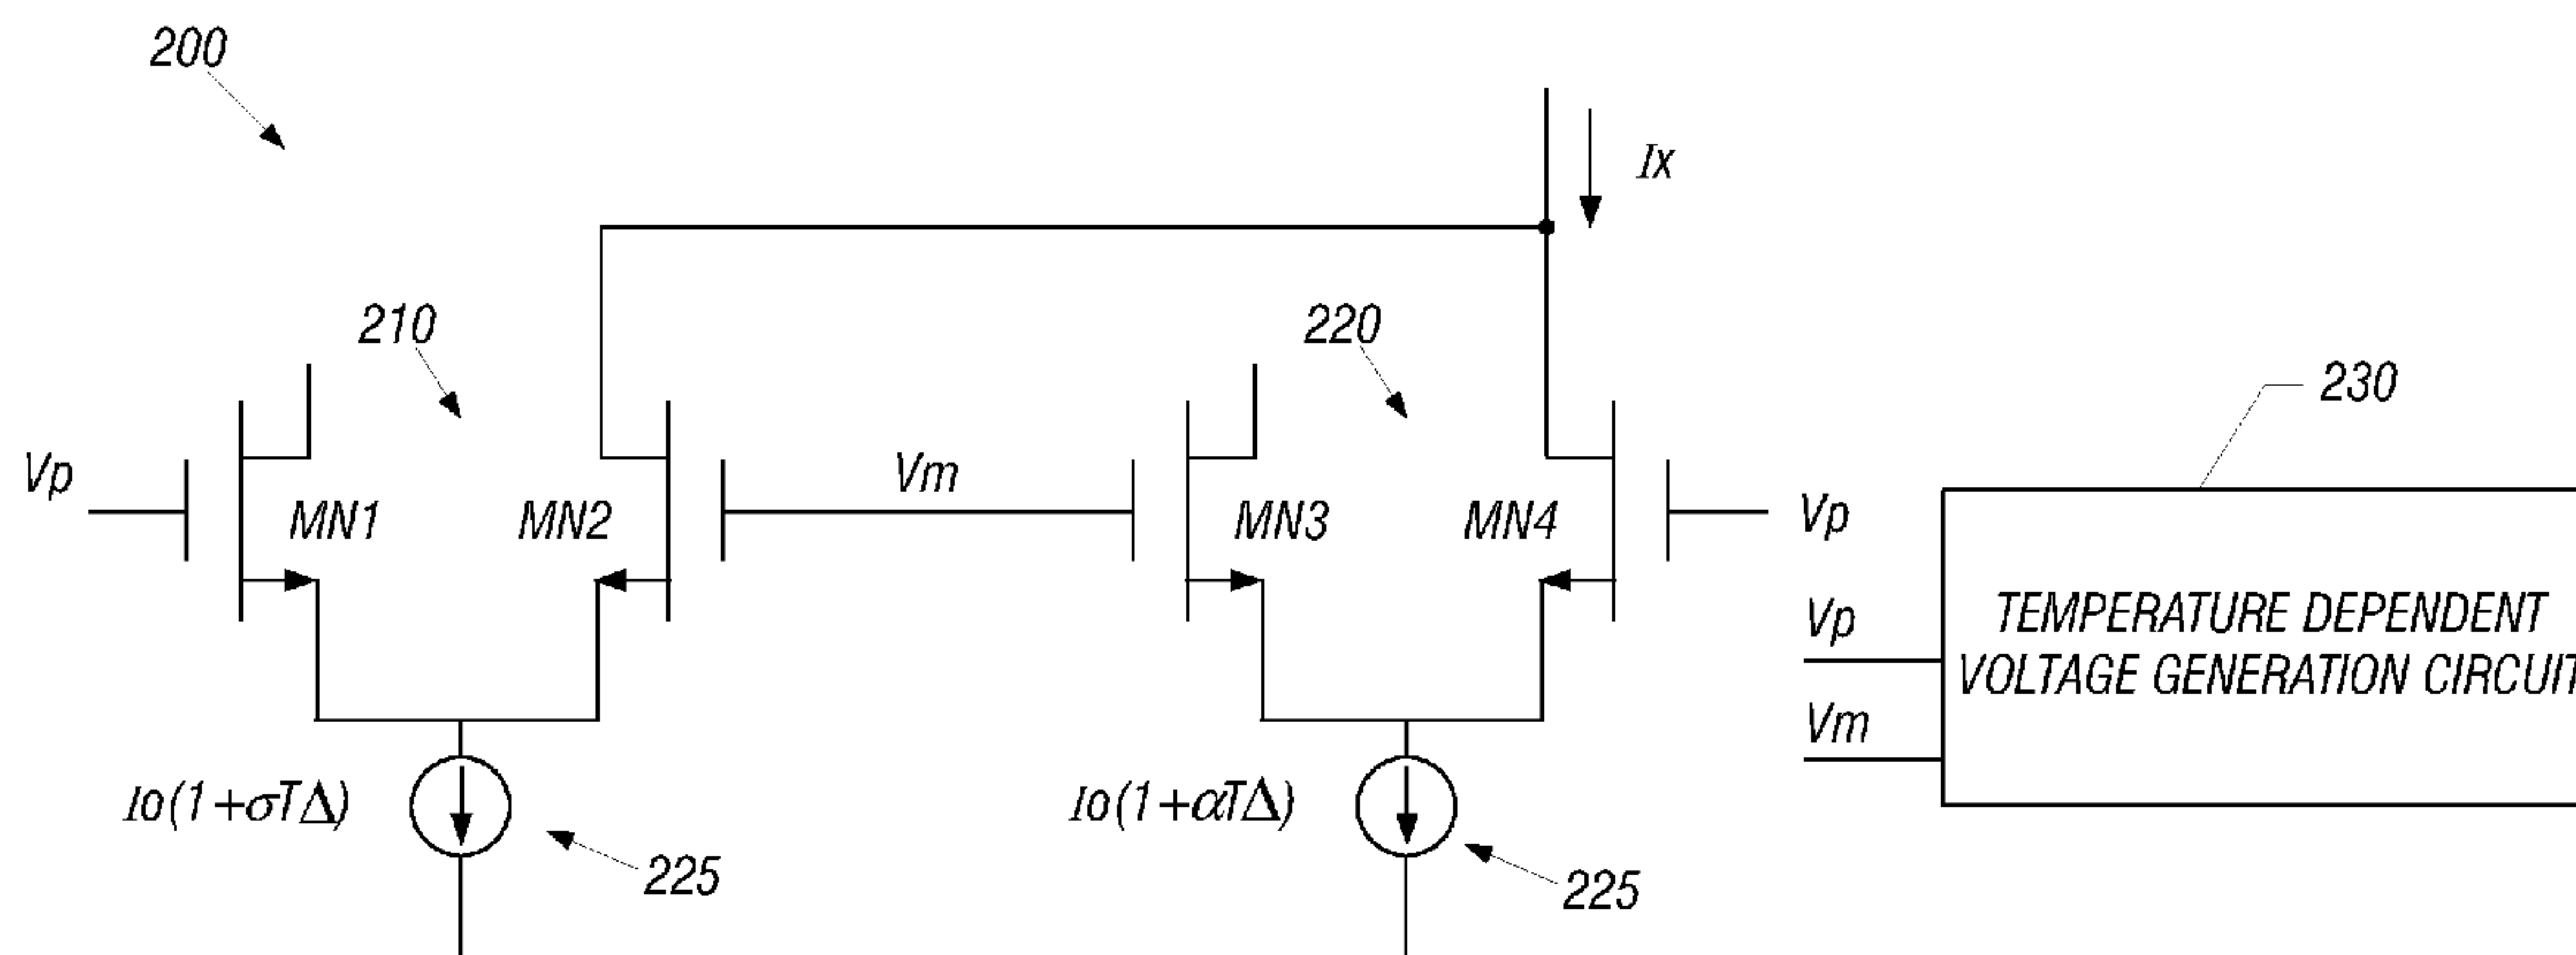 200
Ix
210
220
230
Vp
MN1
MN2
Vm
MN3
MN4
Vp
Vp
Vm
TEMPERATURE DEPENDENT
VOLTAGE GENERATION CIRCUIT
Io(1+σTΔ)
225
Io(1+αTΔ)
225